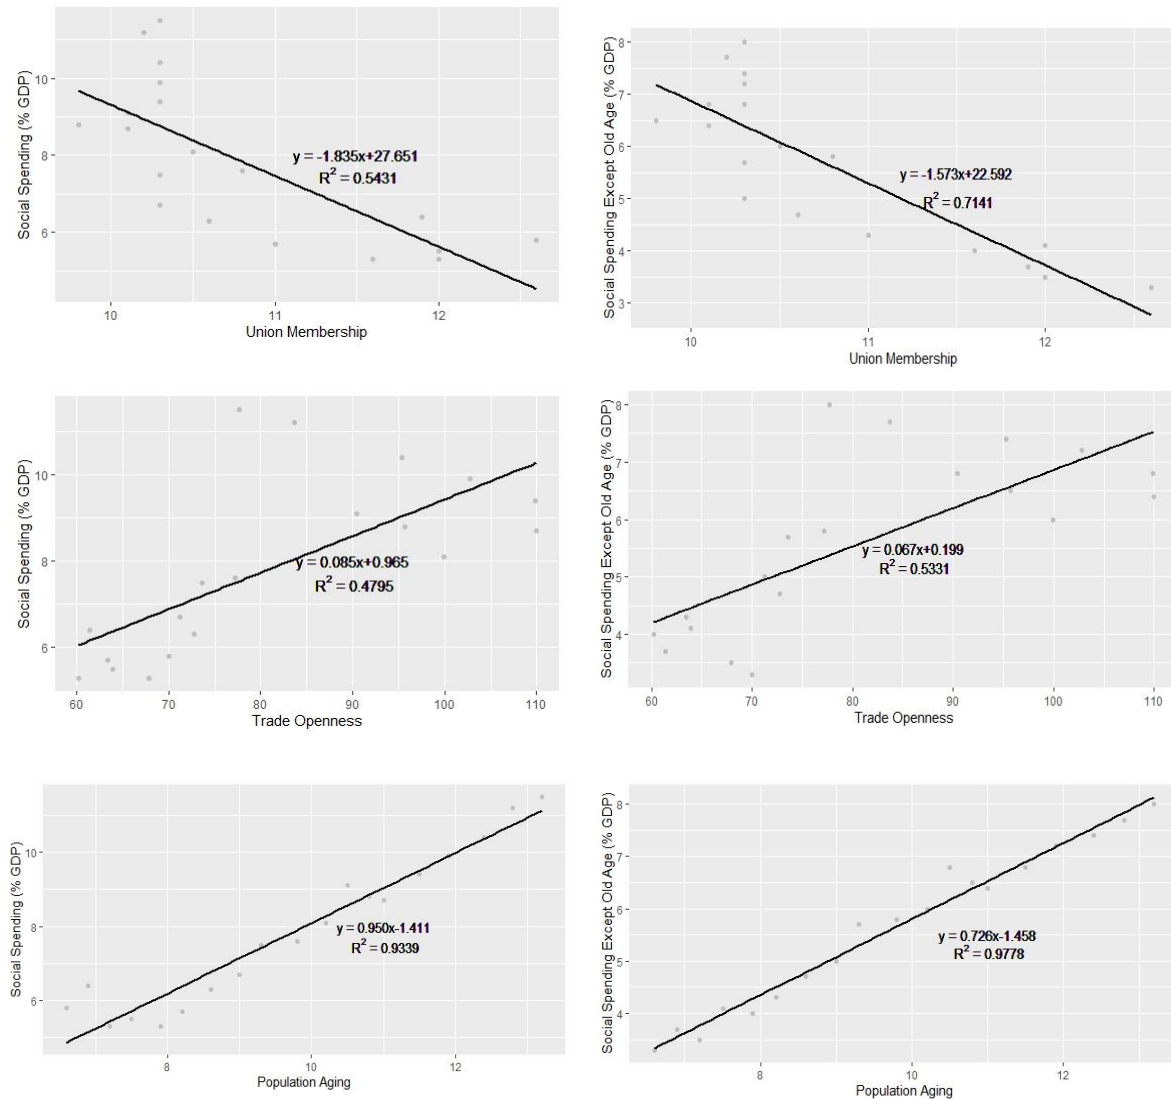 Social Spending (% GDP)
10
8
6
y = -1.835x+27.651
R² = 0.5431
10 11 12
Union Membership
Social Spending Except Old Age (% GDP)
8
7
6
5
4
3
y = -1.573x+22.592
R² = 0.7141
10 11 12
Union Membership
Social Spending (% GDP)
10
8
6
y = 0.085x+0.965
R² = 0.4795
60 70 80 90 100 110
Trade Openness
Social Spending Except Old Age (% GDP)
8
7
6
5
4
y = 0.067x+0.199
R² = 0.5331
60 70 80 90 100 110
Trade Openness
Social Spending (% GDP)
10
8
6
y = 0.950x-1.411
R² = 0.9339
8 10 12
Population Aging
Social Spending Except Old Age (% GDP)
8
7
6
5
4
y = 0.726x-1.458
R² = 0.9778
8 10 12
Population Aging